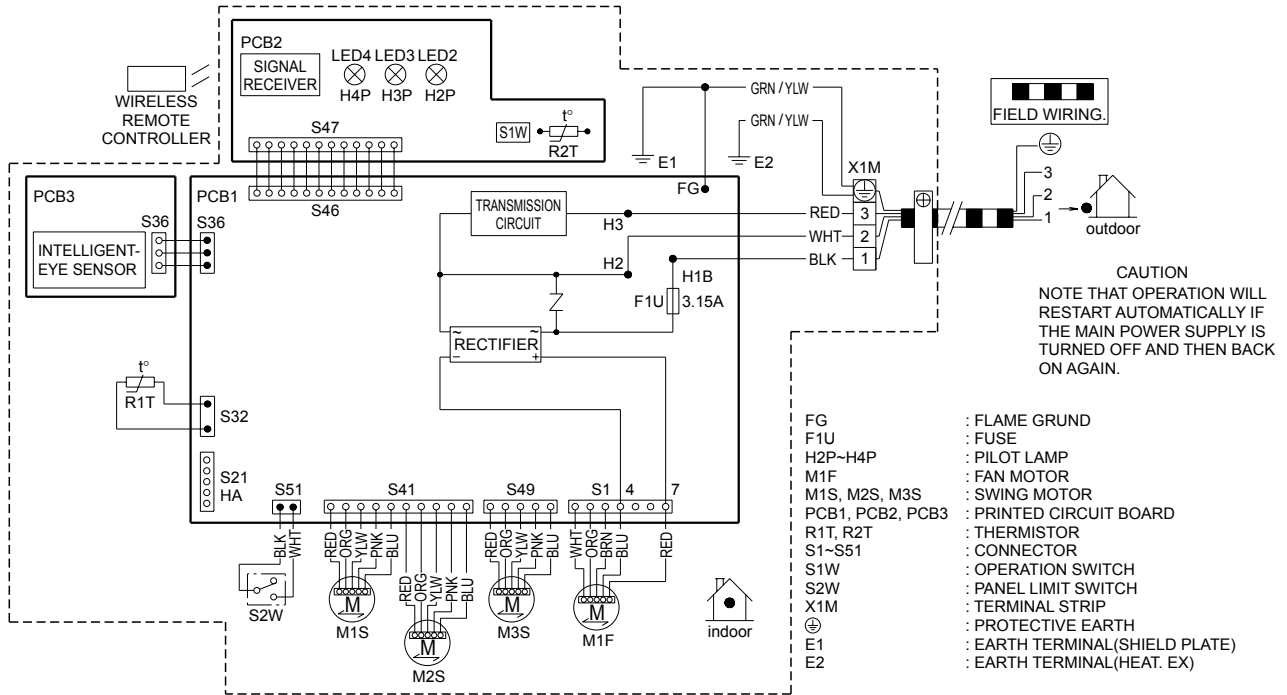 PCB2
SIGNAL
RECEIVER
LED4 LED3 LED2
H4P H3P H2P
WIRELESS
REMOTE
CONTROLLER
S47
S1W
t°
R2T
GRN / YLW
GRN / YLW
E1
E2
FIELD WIRING.
X1M
3
2
1
outdoor
PCB3
S36
INTELLIGENT-
EYE SENSOR
PCB1
S36
S46
FG
TRANSMISSION
CIRCUIT
H3
RED
3
H2
WHT
2
BLK
1
H1B
F1U
3.15A
~ ~
RECTIFIER
– +
CAUTION
NOTE THAT OPERATION WILL
RESTART AUTOMATICALLY IF
THE MAIN POWER SUPPLY IS
TURNED OFF AND THEN BACK
ON AGAIN.
t°
R1T
S32
S21
HA
S51
S41
S49
S1 4 7
BLK
WHT
RED
ORG
YLW
PNK
BLU
RED
ORG
YLW
PNK
BLU
RED
ORG
YLW
PNK
BLU
WHT
ORG
BRN
BLU
RED
S2W
M
M1S
M
M2S
M
M3S
M
M1F
indoor
FG : FLAME GRUND
F1U : FUSE
H2P~H4P : PILOT LAMP
M1F : FAN MOTOR
M1S, M2S, M3S : SWING MOTOR
PCB1, PCB2, PCB3 : PRINTED CIRCUIT BOARD
R1T, R2T : THERMISTOR
S1~S51 : CONNECTOR
S1W : OPERATION SWITCH
S2W : PANEL LIMIT SWITCH
X1M : TERMINAL STRIP
: PROTECTIVE EARTH
E1 : EARTH TERMINAL(SHIELD PLATE)
E2 : EARTH TERMINAL(HEAT. EX)